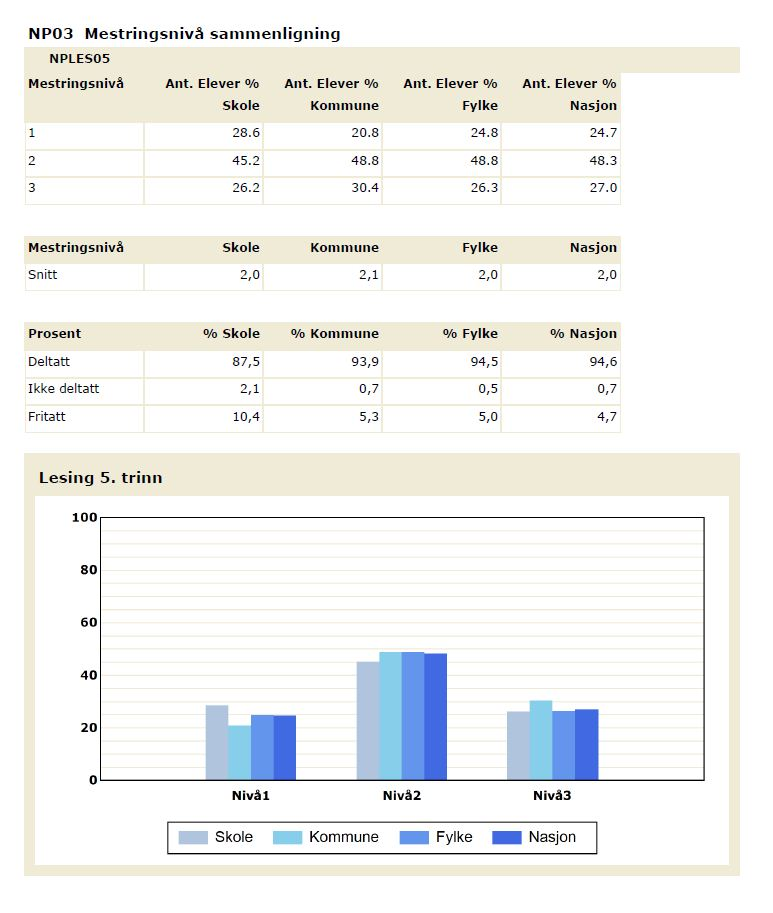 NP03 Mestringsnivå sammenligning
NPLES05
Mestringsnivå Ant. Elever % Skole Ant. Elever % Kommune Ant. Elever % Fylke Ant. Elever % Nasjon
1 28.6 20.8 24.8 24.7
2 45.2 48.8 48.8 48.3
3 26.2 30.4 26.3 27.0
Mestringsnivå Skole Kommune Fylke Nasjon
Snitt 2,0 2,1 2,0 2,0
Prosent % Skole % Kommune % Fylke % Nasjon
Deltatt 87,5 93,9 94,5 94,6
Ikke deltatt 2,1 0,7 0,5 0,7
Fritatt 10,4 5,3 5,0 4,7
Lesing 5. trinn
100
80
60
40
20
0
Nivå1 Nivå2 Nivå3
Skole Kommune Fylke Nasjon